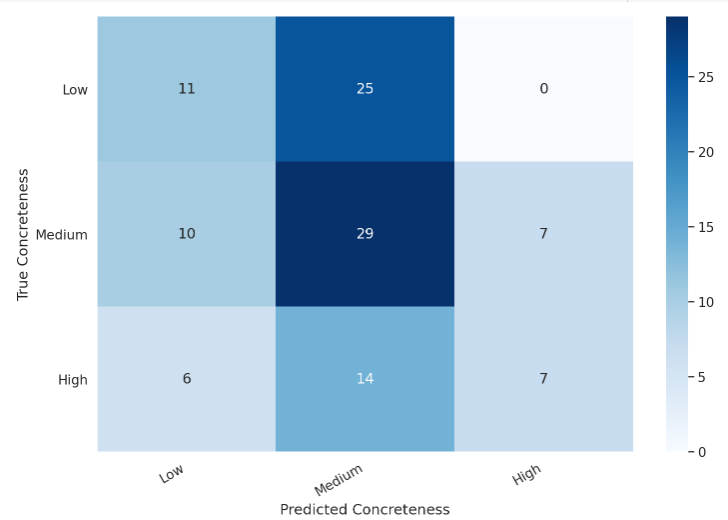 Low 11 25 0
Medium 10 29 7
High 6 14 7
Low Medium High
Predicted Concreteness
True Concreteness
25
20
15
10
5
0